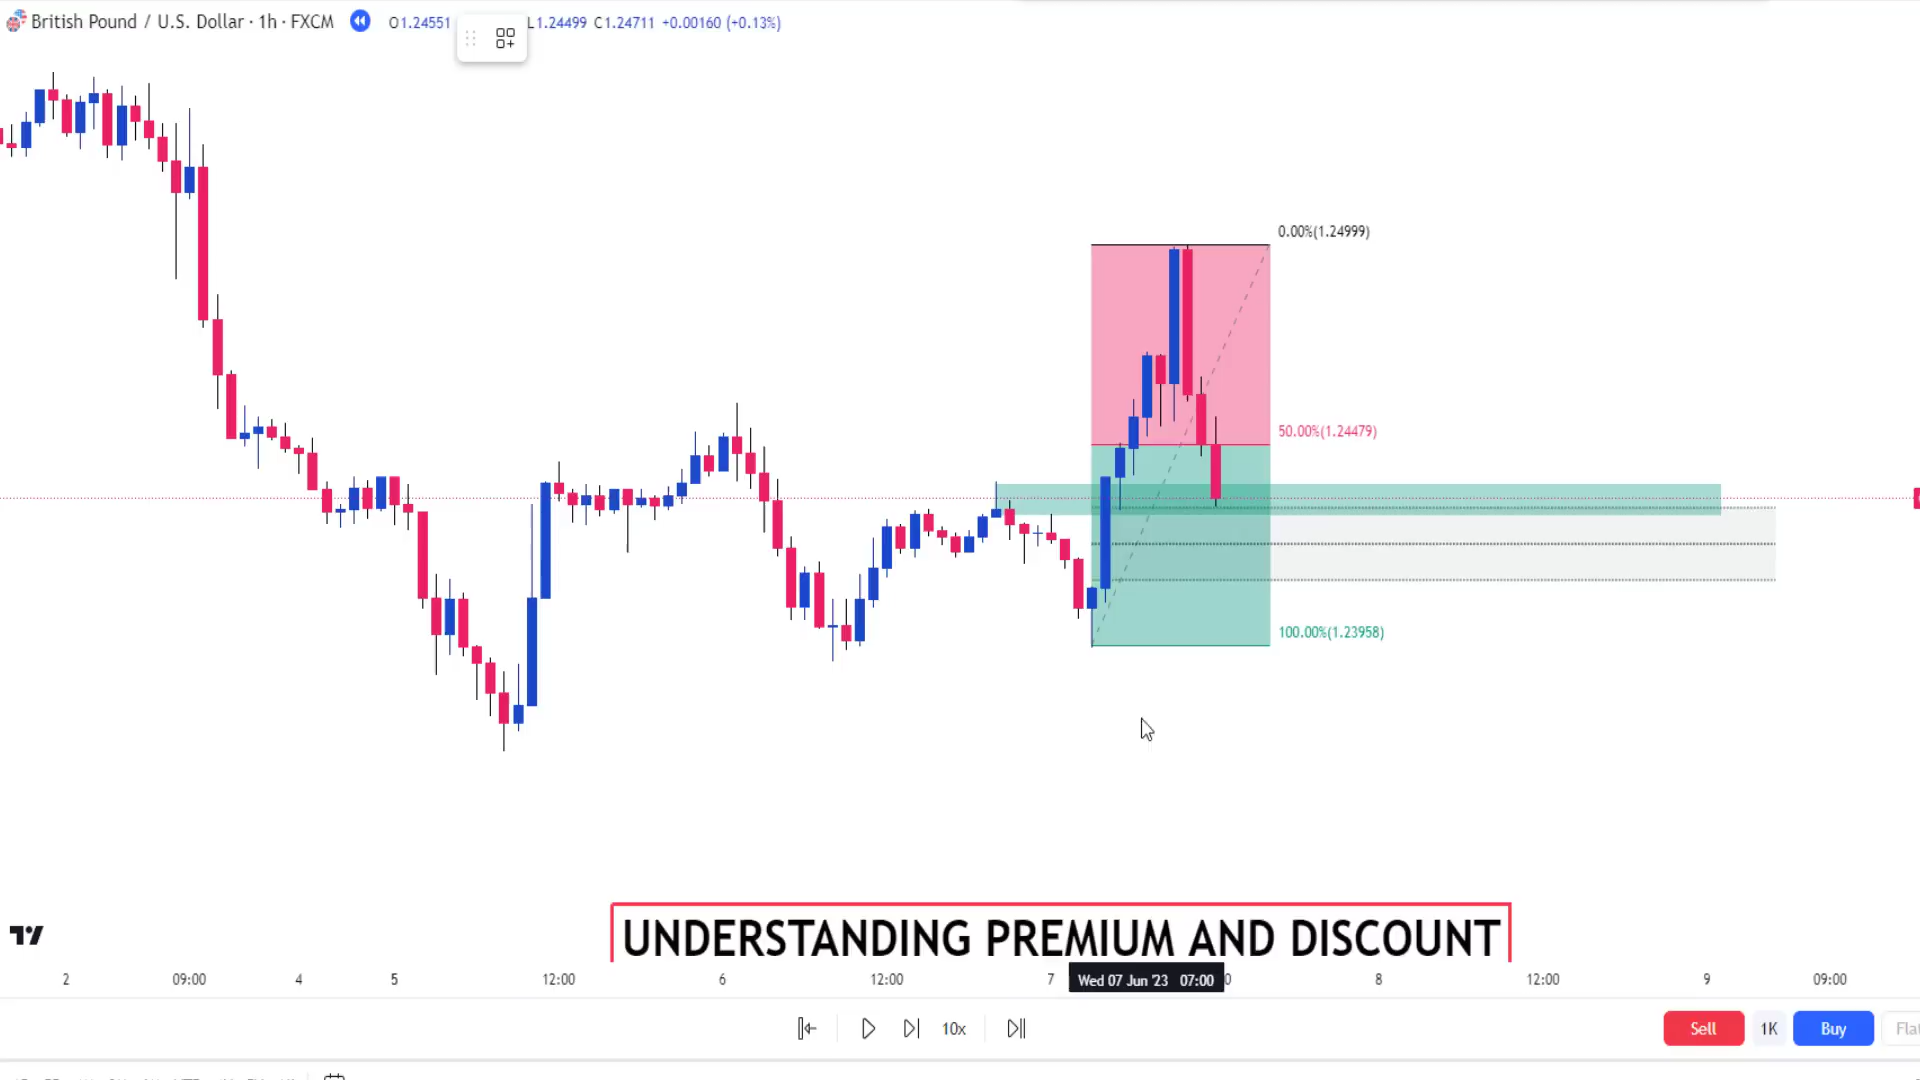 British Pound / U.S. Dollar · 1h · FXCM O1.24551 L1.24499 C1.24711 +0.00160 (+0.13%)
0.00%(1.24999)
50.00%(1.24479)
100.00%(1.23958)
UNDERSTANDING PREMIUM AND DISCOUNT
2 09:00 4 5 12:00 6 12:00 7 Wed 07 Jun '23 07:00 0 8 12:00 9 09:00
10x Sell 1K Buy Flat